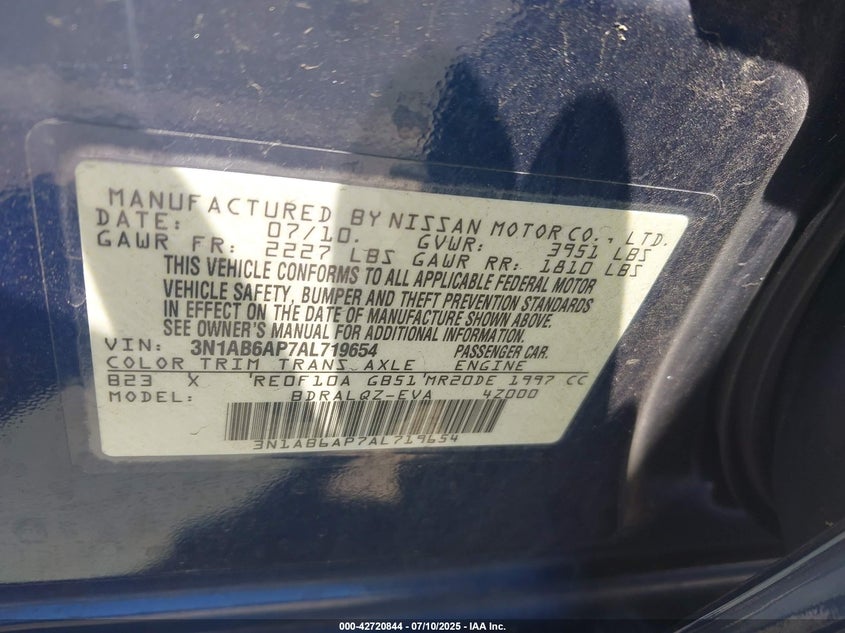 MANUFACTURED BY NISSAN MOTOR CO., LTD.
DATE: 07/10. GVWR: 3951 LBS
GAWR FR: 2227 LBS GAWR RR: 1810 LBS
THIS VEHICLE CONFORMS TO ALL APPLICABLE FEDERAL MOTOR
VEHICLE SAFETY, BUMPER AND THEFT PREVENTION STANDARDS
IN EFFECT ON THE DATE OF MANUFACTURE SHOWN ABOVE.
SEE OWNER'S MANUAL FOR ADDITIONAL INFORMATION.
VIN: 3N1AB6AP7AL719654 PASSENGER CAR.
COLOR TRIM TRANS AXLE ENGINE
B23 X 'RE0F10A GB51'MR20DE 1997 CC
MODEL: BDRALQZ-EVA 4Z000
3N1AB6AP7AL719654
000-42720844 - 07/10/2025 - IAA Inc.